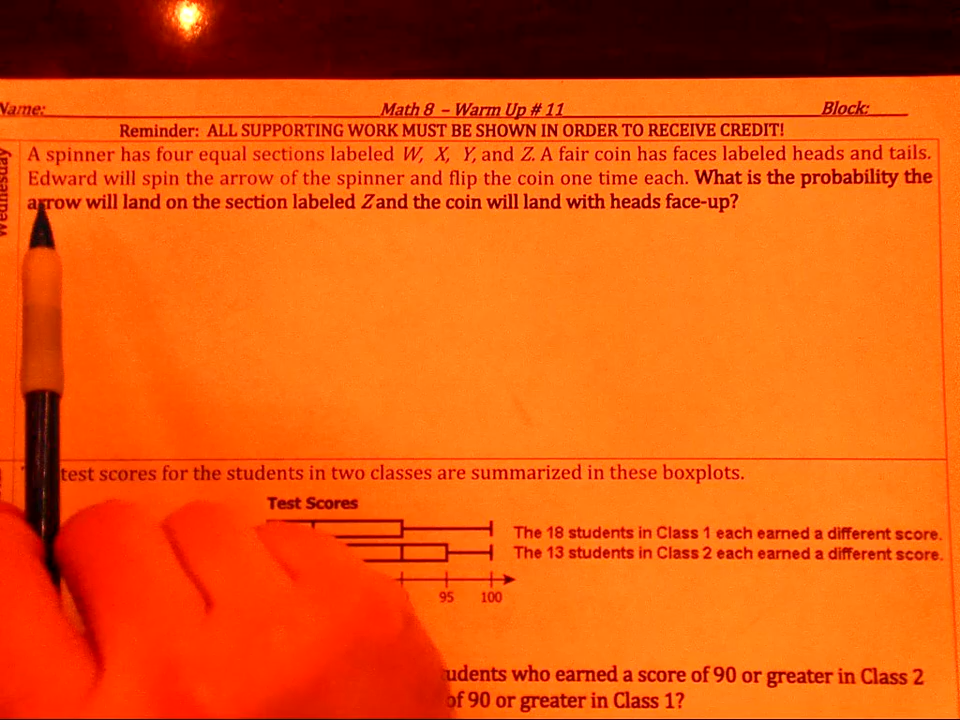 Name: Math 8 – Warm Up # 11 Block:
Reminder: ALL SUPPORTING WORK MUST BE SHOWN IN ORDER TO RECEIVE CREDIT!
Wednesday
A spinner has four equal sections labeled W, X, Y, and Z. A fair coin has faces labeled heads and tails.
Edward will spin the arrow of the spinner and flip the coin one time each. What is the probability the
arrow will land on the section labeled Z and the coin will land with heads face-up?
test scores for the students in two classes are summarized in these boxplots.
Test Scores
The 18 students in Class 1 each earned a different score.
The 13 students in Class 2 each earned a different score.
95 100
who earned a score of 90 or greater in Class 2
of 90 or greater in Class 1?